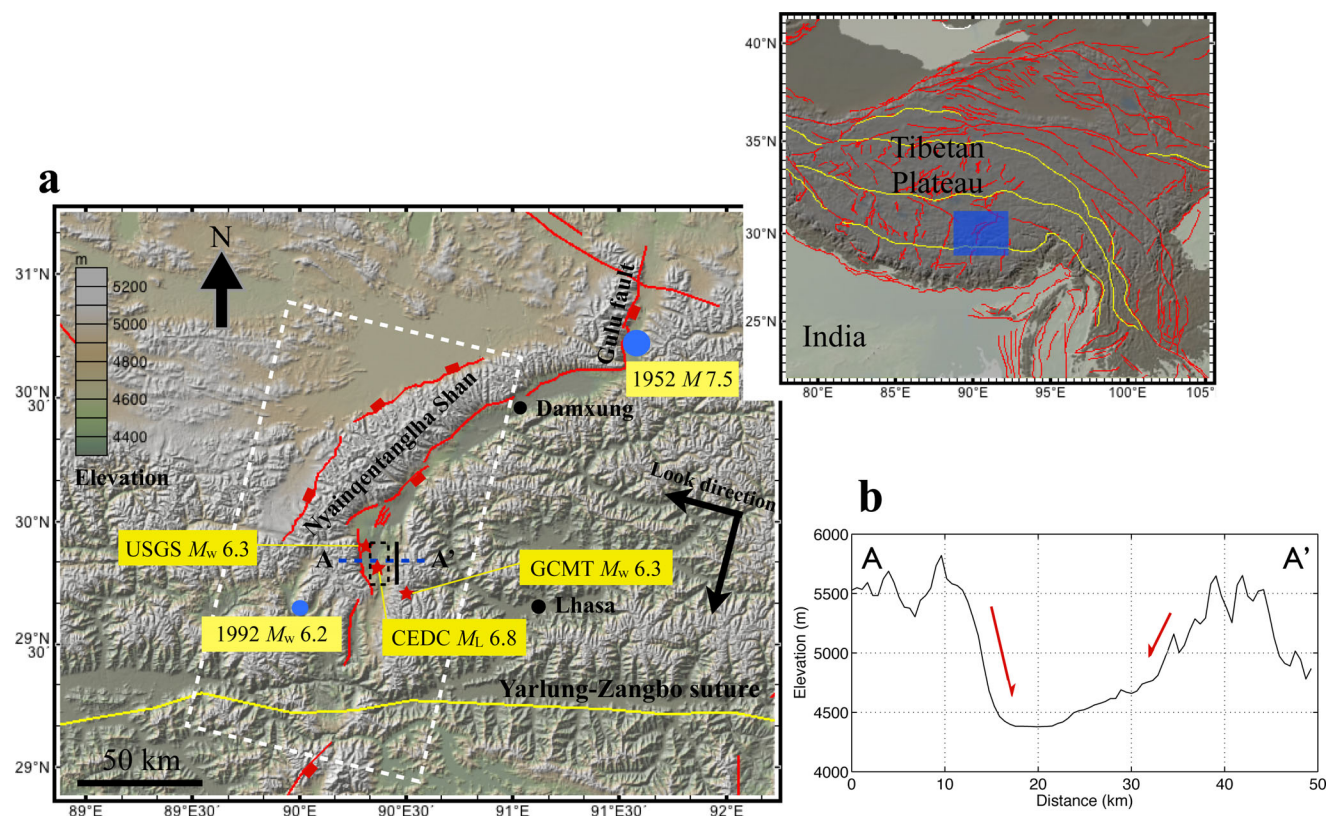 40°N
35°N
30°N
25°N
80°E
85°E
90°E
95°E
100°E
105°
Tibetan
Plateau
India
a
N
m
5200
5000
4800
4600
4400
Elevation
31°N
30°N30'
30°N
29°N30'
29°N
89°E
89°E30'
90°E
90°E30'
91°E
91°E30'
92°E
Gulu fault
1952 M 7.5
Damxung
Nyainqentanglha Shan
Look direction
USGS Mw 6.3
A
A'
GCMT Mw 6.3
Lhasa
1992 Mw 6.2
CEDC ML 6.8
Yarlung-Zangbo suture
50 km
b
A
A'
6000
5500
5000
4500
4000
Elevation (m)
0
10
20
30
40
50
Distance (km)